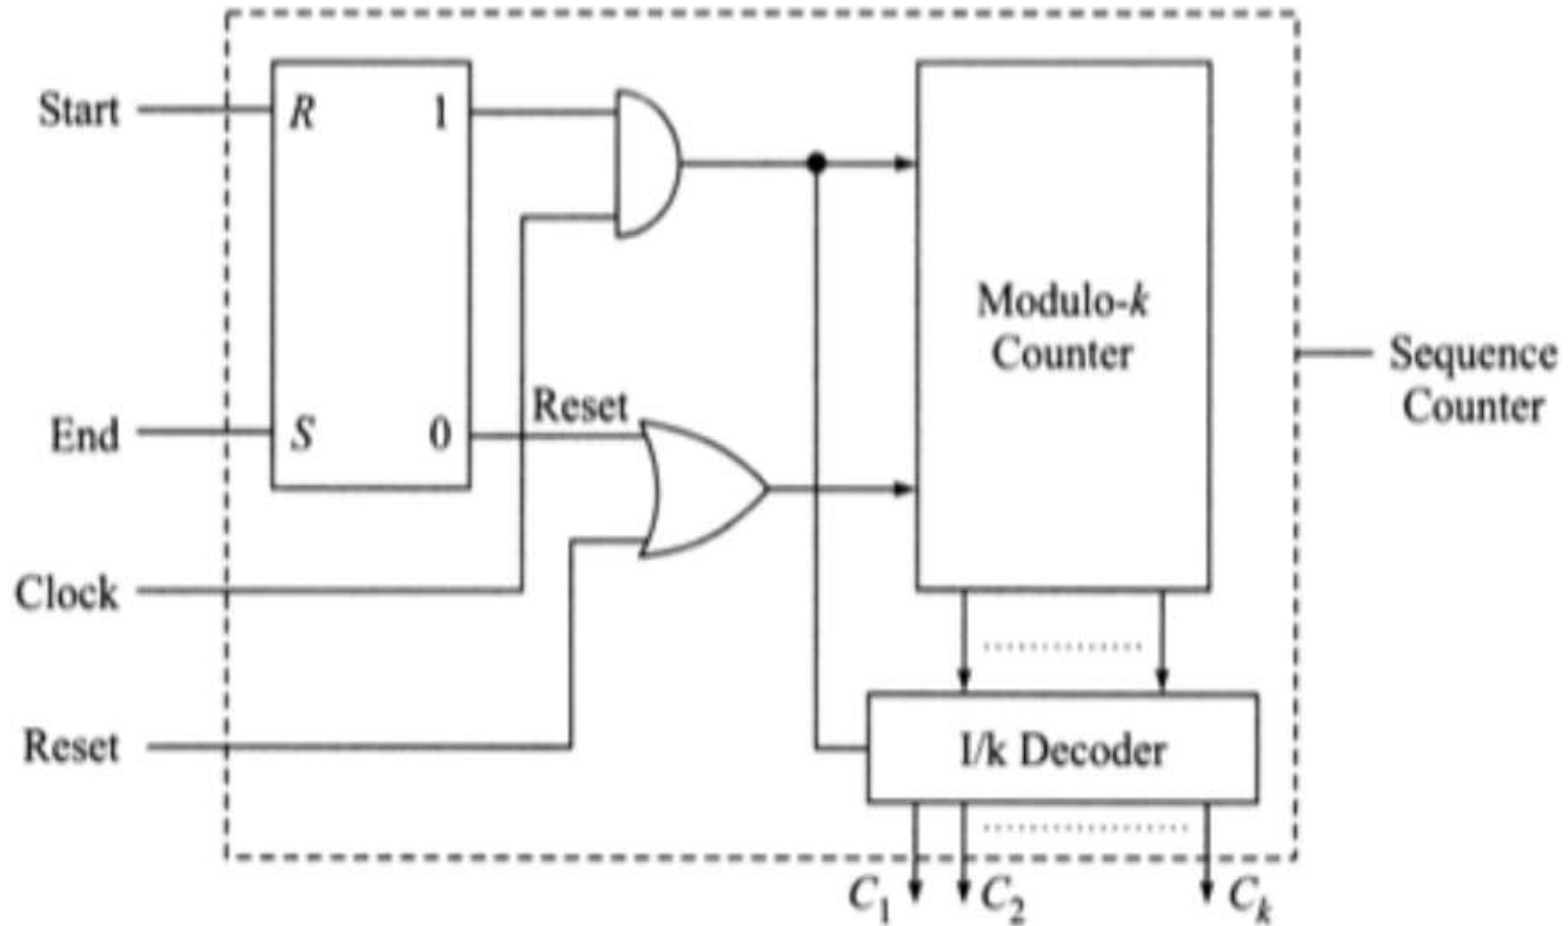 Start
R
1
Modulo-k
Counter
Sequence
Counter
End
S
0
Reset
Clock
Reset
I/k Decoder
C1
C2
Ck